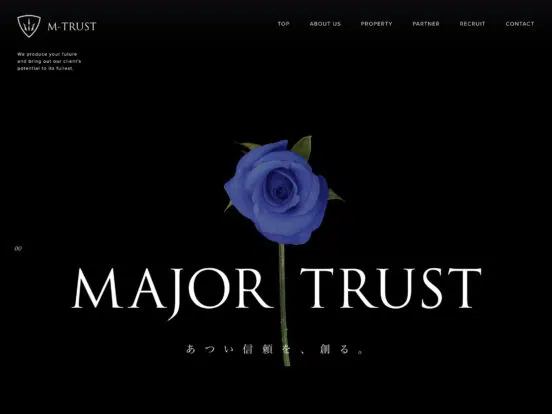 M-TRUST
TOP ABOUT US PROPERTY PARTNER RECRUIT CONTACT
We produce your future
and bring out our client's
potential to its fullest.
00
MAJOR TRUST
あつい信頼を、創る。